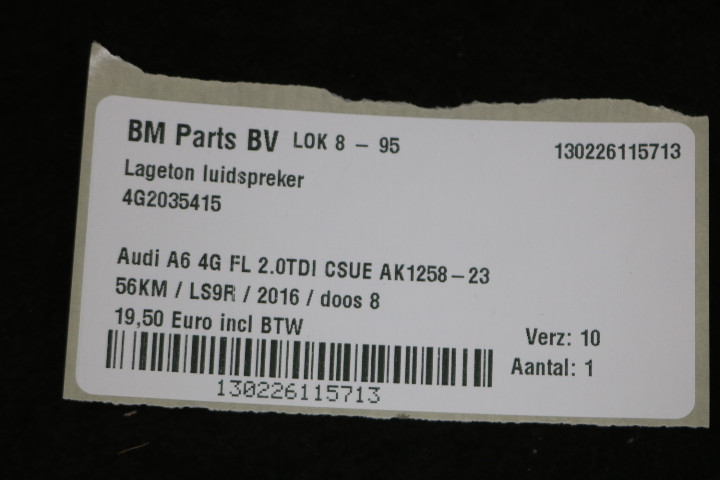 BM Parts BV LOK 8 - 95 130226115713
Lageton luidspreker
4G2035415
Audi A6 4G FL 2.0TDI CSUE AK1258-23
56KM / LS9R / 2016 / doos 8
19,50 Euro incl BTW
Verz: 10
Aantal: 1
130226115713